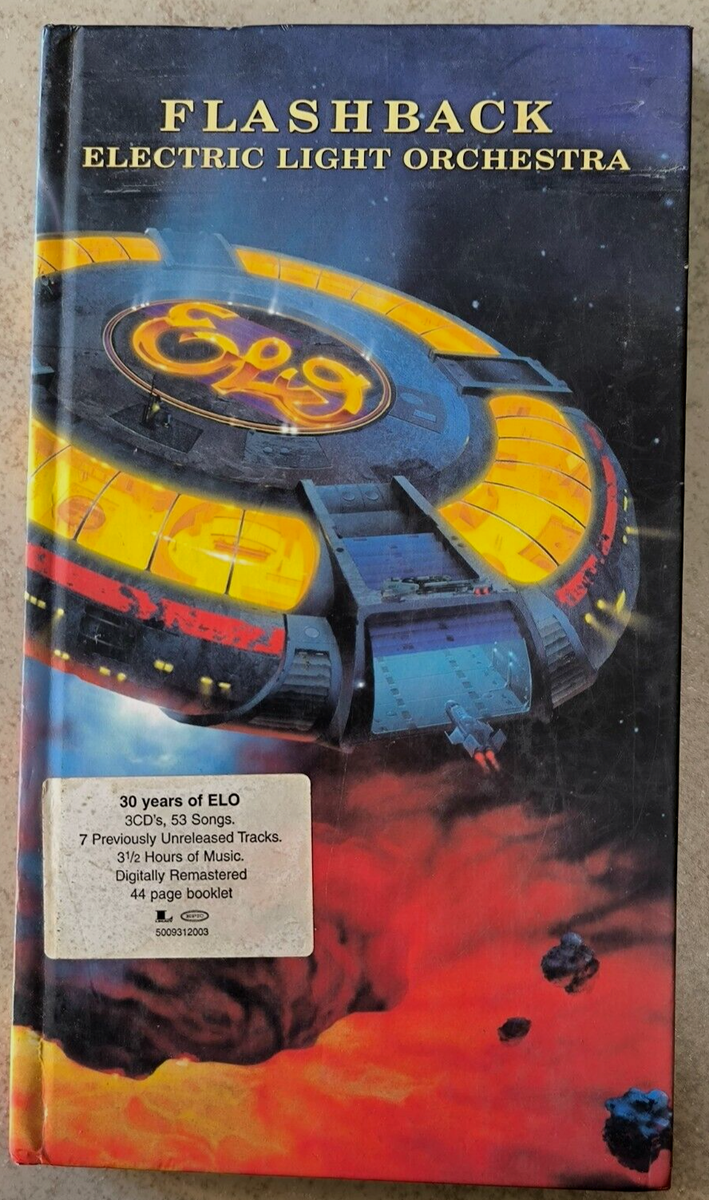 FLASHBACK
ELECTRIC LIGHT ORCHESTRA
ELO
30 years of ELO
3CD's, 53 Songs.
7 Previously Unreleased Tracks.
3½ Hours of Music.
Digitally Remastered
44 page booklet
5009312003